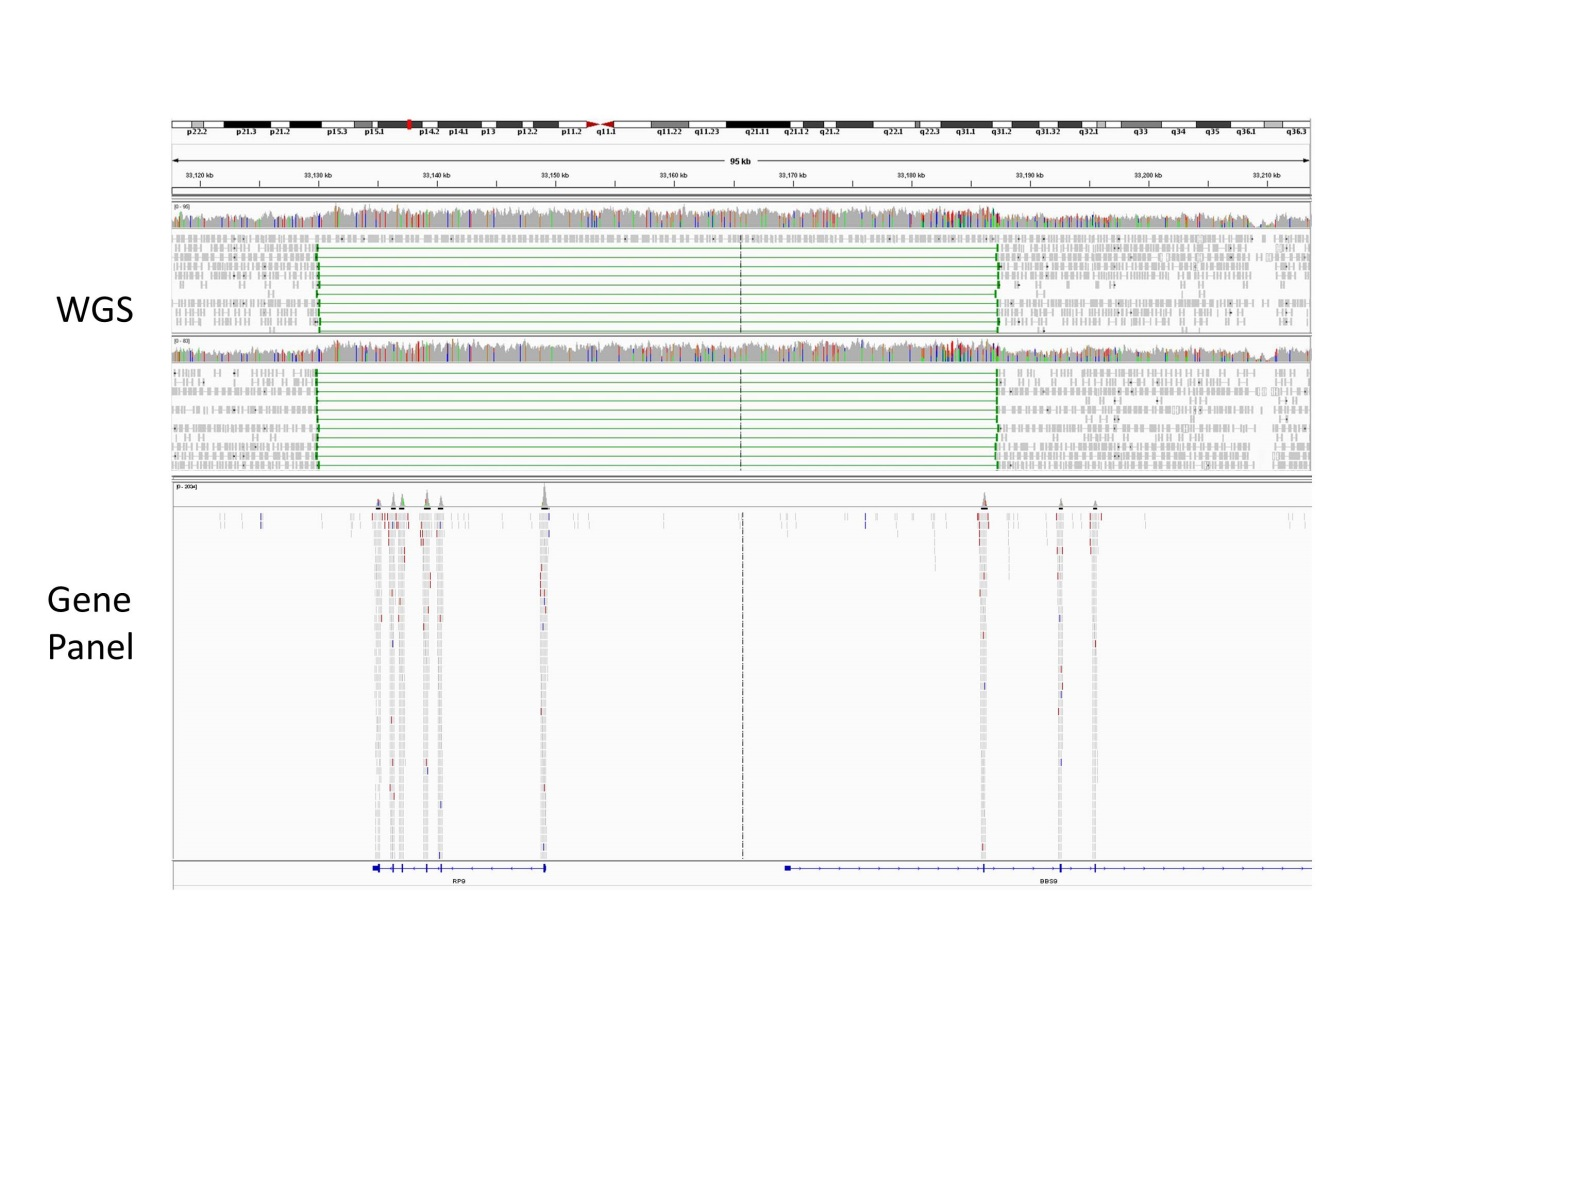 p22.2 p21.3 p21.2 p15.3 p15.1 p14.2 p14.1 p13 p12.2 p11.2 q11.1 q11.22 q11.23 q21.11 q21.12 q21.2 q22.1 q22.3 q31.1 q31.2 q31.32 q32.1 q33 q34 q35 q36.1 q36.3
95 kb
33,120 kb 33,130 kb 33,140 kb 33,150 kb 33,160 kb 33,170 kb 33,180 kb 33,190 kb 33,200 kb 33,210 kb
WGS
Gene
Panel
RP9 BBS9